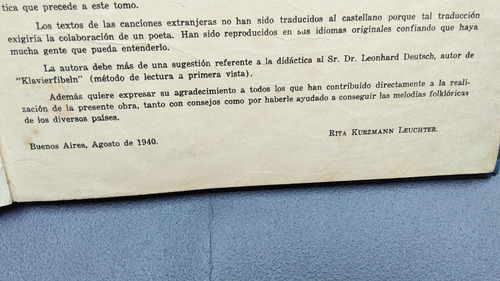 tica que precede a este tomo.
Los textos de las canciones extranjeras no han sido traducidos al castellano porque tal traducción
exigiría la colaboración de un poeta. Han sido reproducidos en sus idiomas originales confiando que haya
mucha gente que pueda entenderlo.
La autora debe más de una sugestión referente a la didáctica al Sr. Dr. Leonhard Deutsch, autor de
"Klavierfibeln" (método de lectura a primera vista).
Además quiere expresar su agradecimiento a todos los que han contribuído directamente a la reali-
zación de la presente obra, tanto con consejos como por haberle ayudado a conseguir las melodías folklóricas
de los diversos países.
Buenos Aires, Agosto de 1940.
Rita Kurzmann Leuchter.